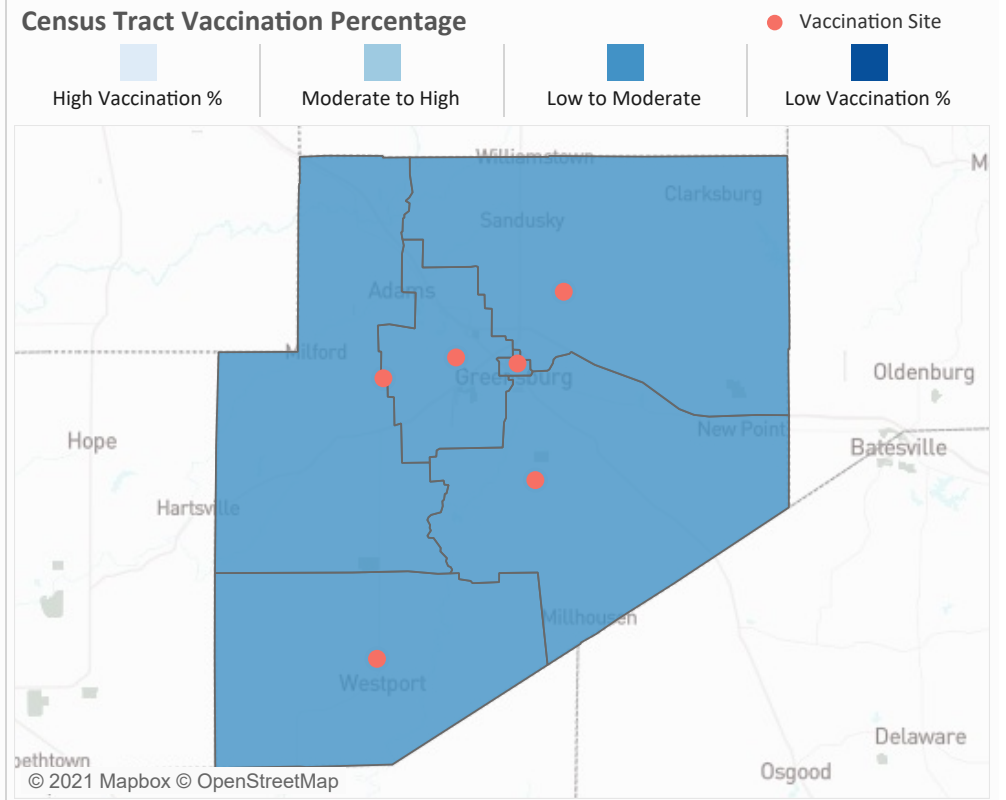 Census Tract Vaccination Percentage
Vaccination Site
High Vaccination %
Moderate to High
Low to Moderate
Low Vaccination %
Williamstown
M
Clarksburg
Sandusky
Adams
Milford
Greensburg
Oldenburg
New Point
Hope
Batesville
Hartsville
Millhousen
Westport
Delaware
pethtown
Osgood
© 2021 Mapbox © OpenStreetMap